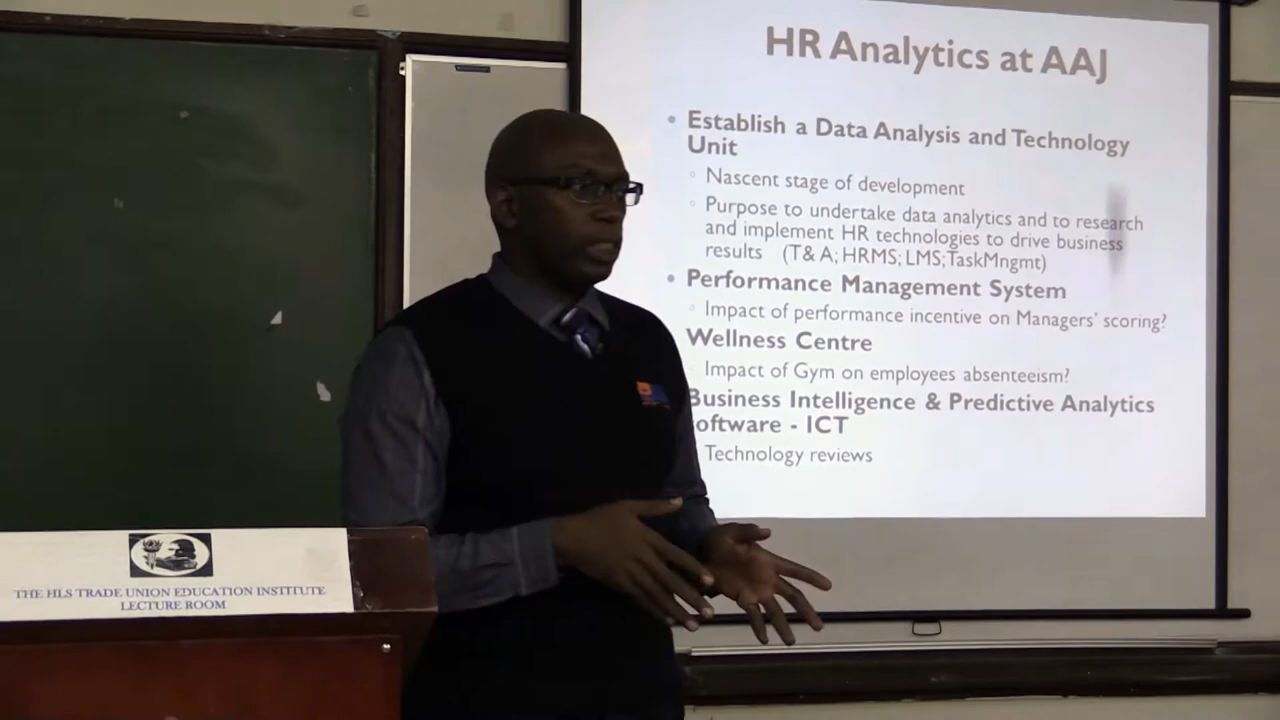 HR Analytics at AAJ
Establish a Data Analysis and Technology
Unit
Nascent stage of development
Purpose to undertake data analytics and to research
and implement HR technologies to drive business
results (T& A; HRMS; LMS;TaskMngmt)
Performance Management System
Impact of performance incentive on Managers' scoring?
Wellness Centre
Impact of Gym on employees absenteeism?
Business Intelligence & Predictive Analytics
oftware - ICT
Technology reviews
THE HLS TRADE UNION EDUCATION INSTITUTE
LECTURE ROOM